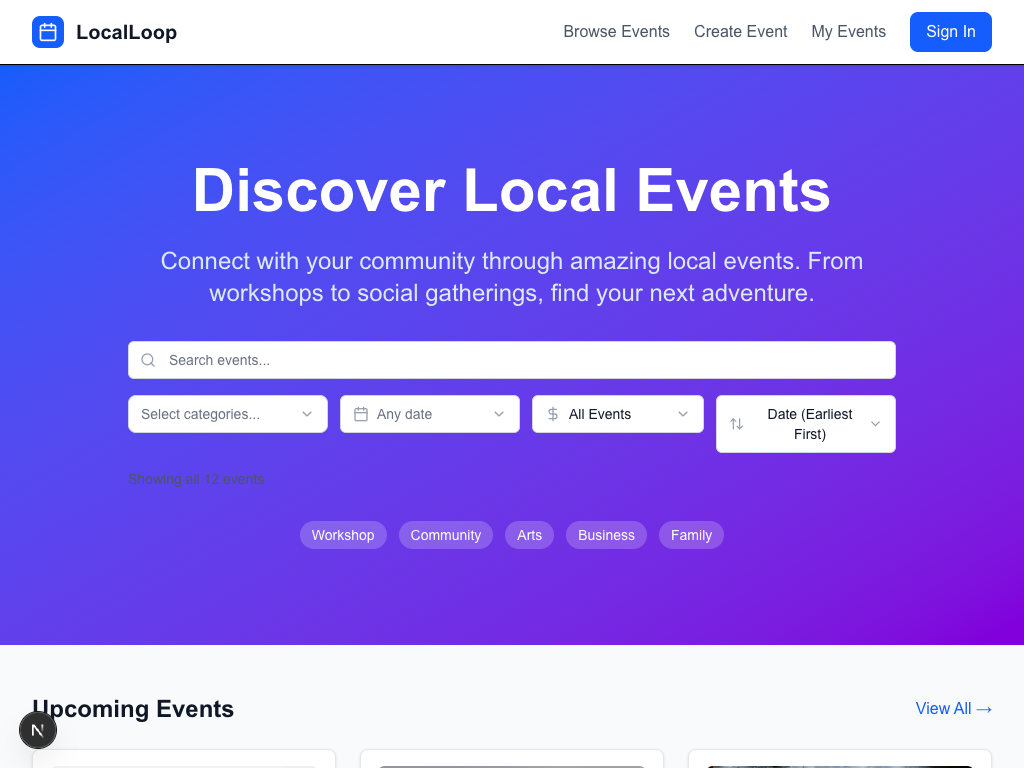 LocalLoop
Browse Events
Create Event
My Events
Sign In
Discover Local Events
Connect with your community through amazing local events. From
workshops to social gatherings, find your next adventure.
Search events...
Select categories...
Any date
All Events
Date (Earliest
First)
Showing all 12 events
Workshop
Community
Arts
Business
Family
Upcoming Events
View All →
N